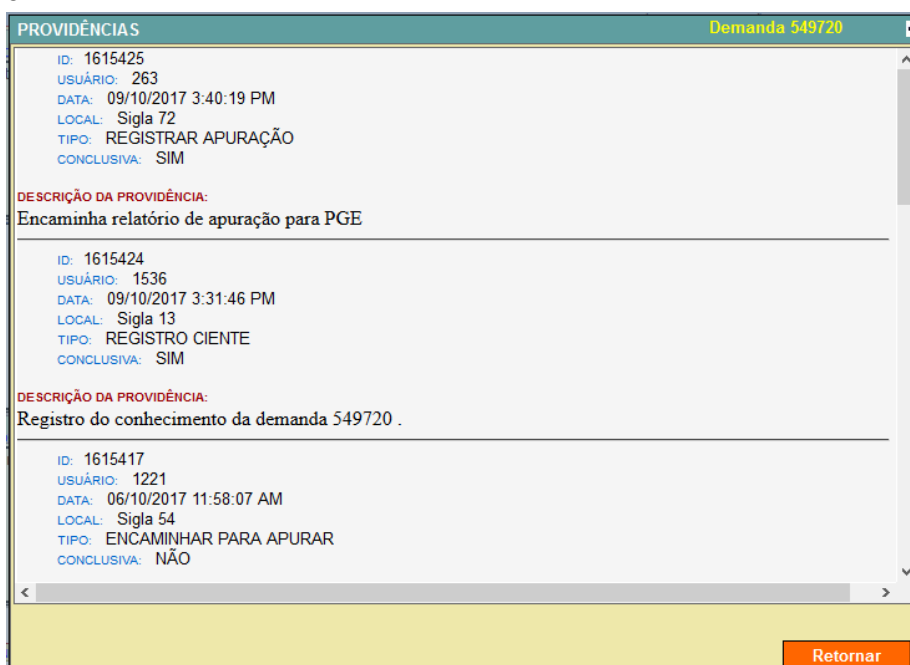 PROVIDÊNCIAS Demanda 549720
ID: 1615425
USUÁRIO: 263
DATA: 09/10/2017 3:40:19 PM
LOCAL: Sigla 72
TIPO: REGISTRAR APURAÇÃO
CONCLUSIVA: SIM
DESCRIÇÃO DA PROVIDÊNCIA:
Encaminha relatório de apuração para PGE
ID: 1615424
USUÁRIO: 1536
DATA: 09/10/2017 3:31:46 PM
LOCAL: Sigla 13
TIPO: REGISTRO CIENTE
CONCLUSIVA: SIM
DESCRIÇÃO DA PROVIDÊNCIA:
Registro do conhecimento da demanda 549720 .
ID: 1615417
USUÁRIO: 1221
DATA: 06/10/2017 11:58:07 AM
LOCAL: Sigla 54
TIPO: ENCAMINHAR PARA APURAR
CONCLUSIVA: NÃO
Retornar